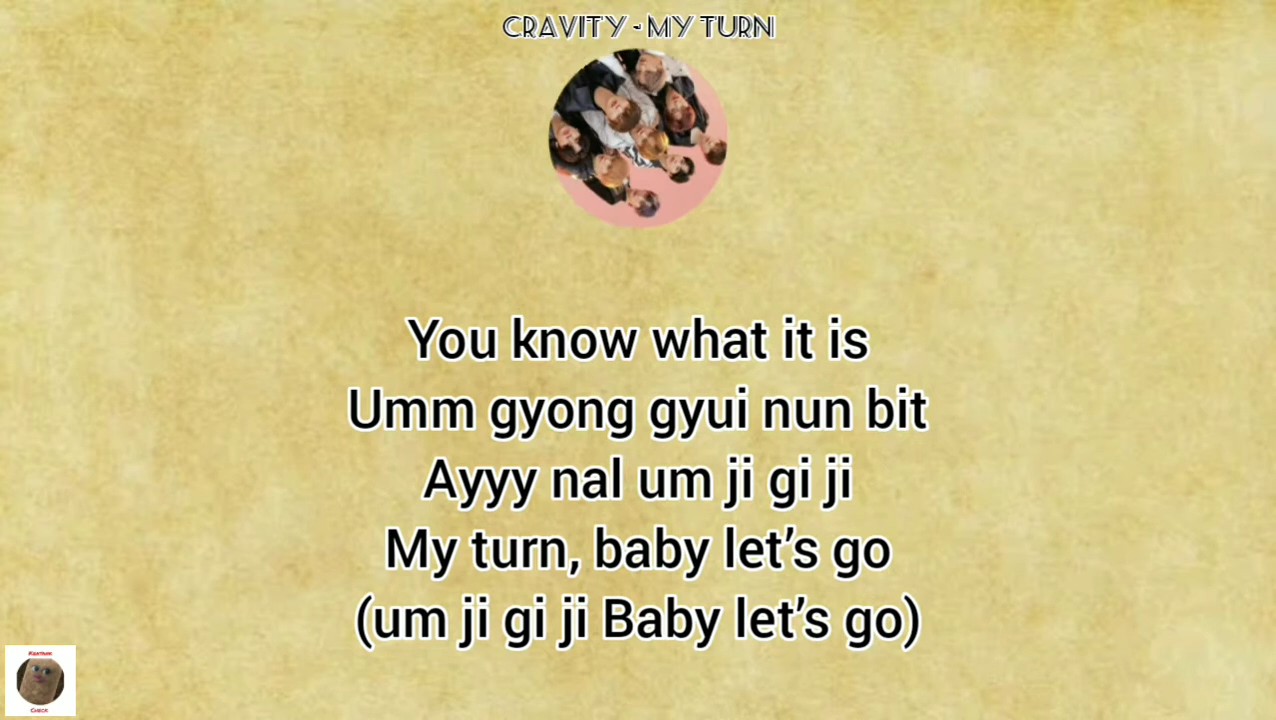 CRAVITY - MY TURN
You know what it is
Umm gyong gyui nun bit
Ayyy nal um ji gi ji
My turn, baby let's go
(um ji gi ji Baby let's go)
Check